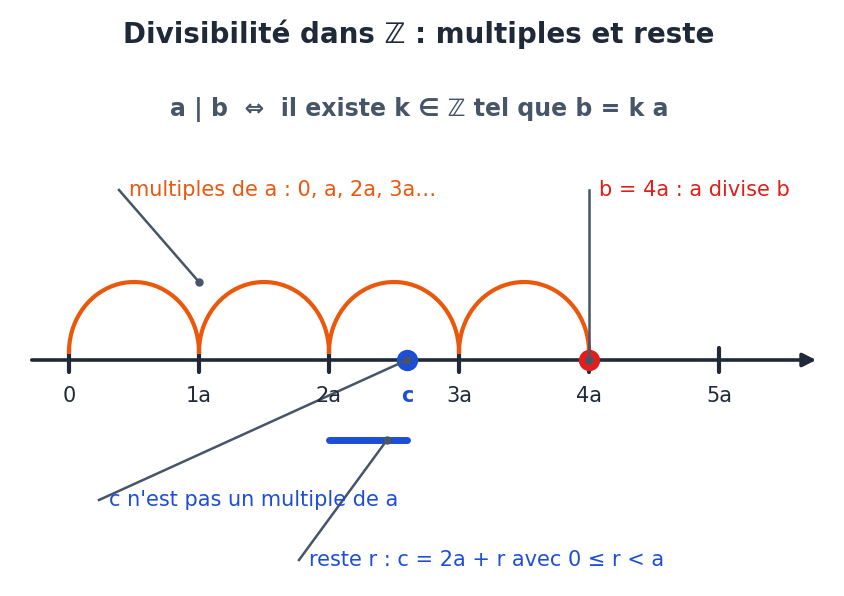 Divisibilité dans ℤ : multiples et reste
a | b ⇔ il existe k ∈ ℤ tel que b = k a
multiples de a : 0, a, 2a, 3a…
b = 4a : a divise b
0 1a 2a c 3a 4a 5a
c n'est pas un multiple de a
reste r : c = 2a + r avec 0 ≤ r < a